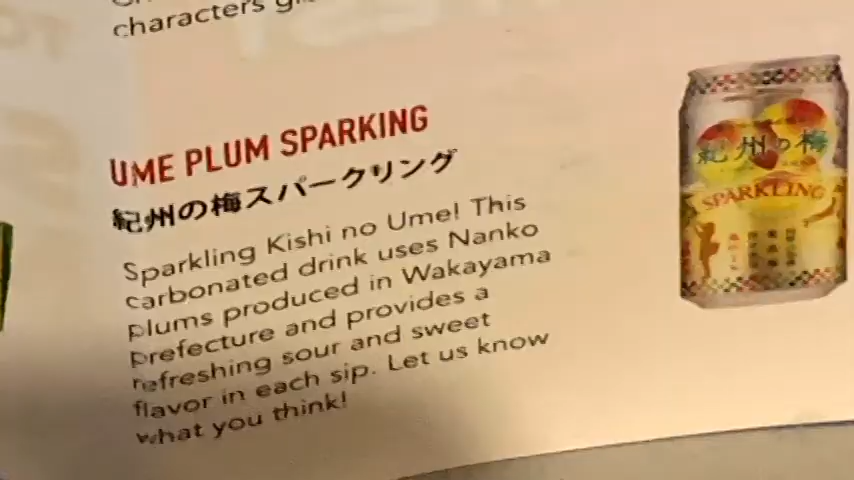 characters
UME PLUM SPARKING
紀州の梅スパークリング
Sparkling Kishi no Ume! This
carbonated drink uses Nanko
plums produced in Wakayama
prefecture and provides a
refreshing sour and sweet
flavor in each sip. Let us know
what you think!
紀州の梅
SPARKLING